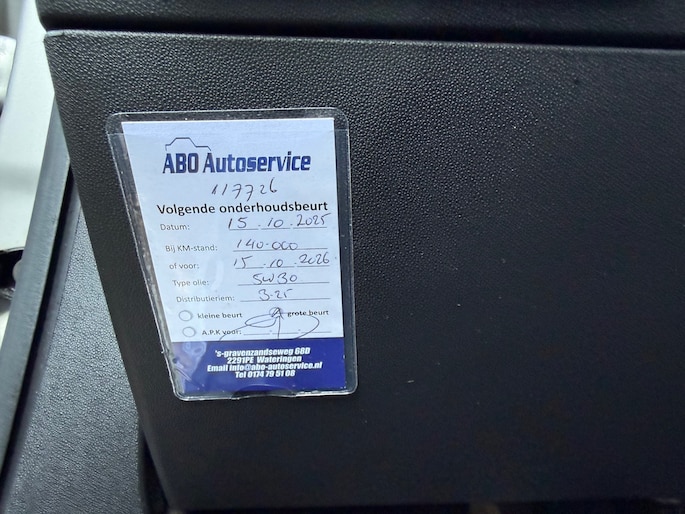 ABO Autoservice
117726
Volgende onderhoudsbeurt
Datum: 15.10.2025
Bij KM-stand: 140.000
of voor: 15.10.2026
Type olie: 5W30
Distributieriem: 3-25
kleine beurt grote beurt
A.P.K voor:
's-gravenzandseweg 68D
2291PE Wateringen
Email info@abo-autoservice.nl
Tel 0174 79 51 08